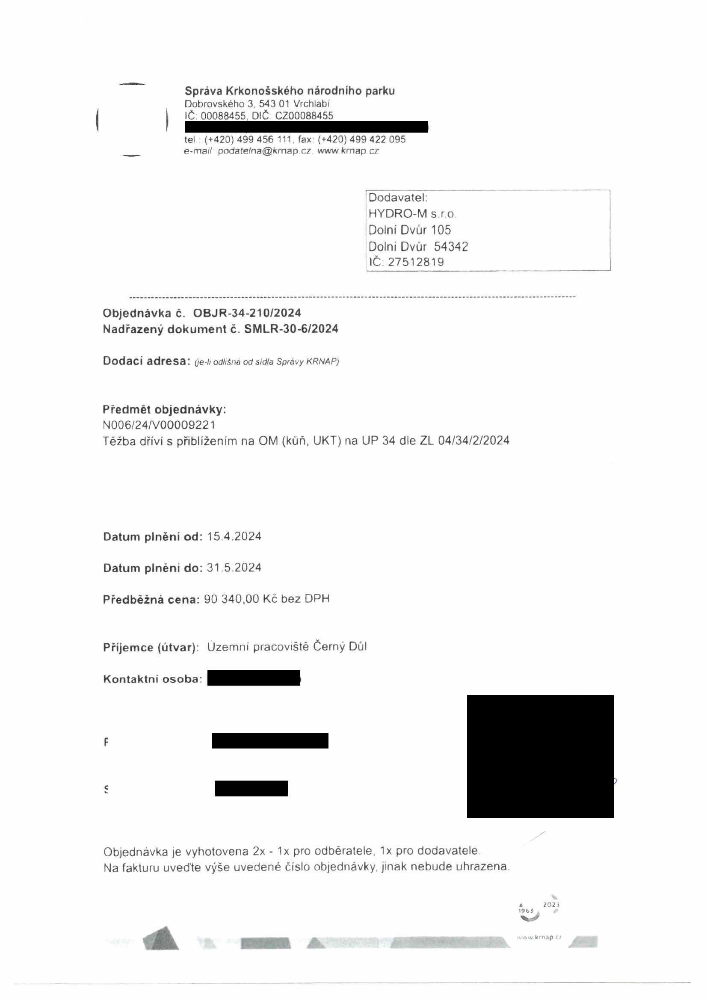 Správa Krkonošského národního parku
Dobrovského 3, 543 01 Vrchlabí
IČ: 00088455, DIČ: CZ00088455
tel.: (+420) 499 456 111, fax: (+420) 499 422 095
e-mail: podatelna@krnap.cz, www.krnap.cz
Dodavatel:
HYDRO-M s.r.o.
Dolní Dvůr 105
Dolní Dvůr 54342
IČ: 27512819
Objednávka č. OBJR-34-210/2024
Nadřazený dokument č. SMLR-30-6/2024
Dodací adresa: (je-li odlišná od sídla Správy KRNAP)
Předmět objednávky:
N006/24/V00009221
Těžba dříví s přiblížením na OM (kůň, UKT) na UP 34 dle ZL 04/34/2/2024
Datum plnění od: 15.4.2024
Datum plnění do: 31.5.2024
Předběžná cena: 90 340,00 Kč bez DPH
Příjemce (útvar): Územní pracoviště Černý Důl
Kontaktní osoba:
Objednávka je vyhotovena 2x - 1x pro odběratele, 1x pro dodavatele.
Na fakturu uveďte výše uvedené číslo objednávky, jinak nebude uhrazena.
1963 2023
www.krnap.cz